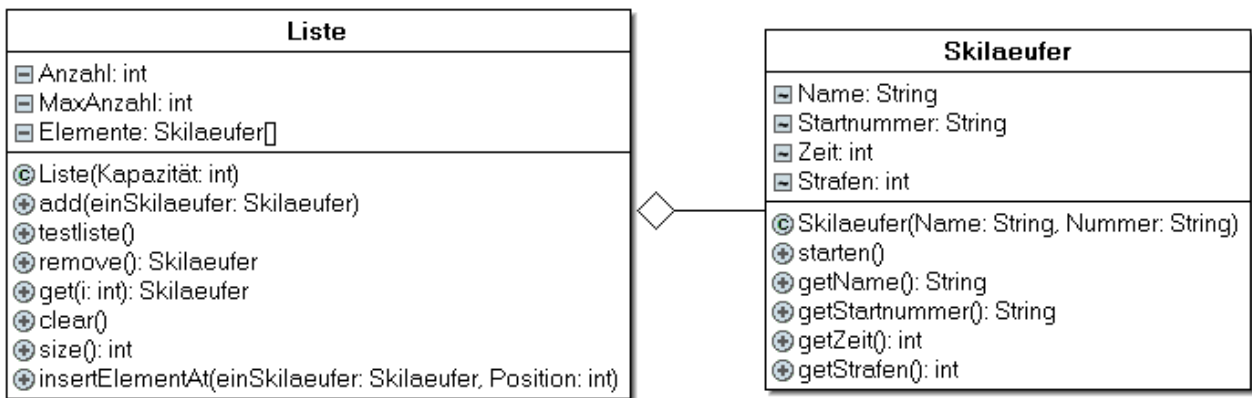 Liste
Anzahl: int
MaxAnzahl: int
Elemente: Skilaeufer[]
Liste(Kapazität: int)
add(einSkilaeufer: Skilaeufer)
testliste()
remove(): Skilaeufer
get(i: int): Skilaeufer
clear()
size(): int
insertElementAt(einSkilaeufer: Skilaeufer, Position: int)
Skilaeufer
Name: String
Startnummer: String
Zeit: int
Strafen: int
Skilaeufer(Name: String, Nummer: String)
starten()
getName(): String
getStartnummer(): String
getZeit(): int
getStrafen(): int